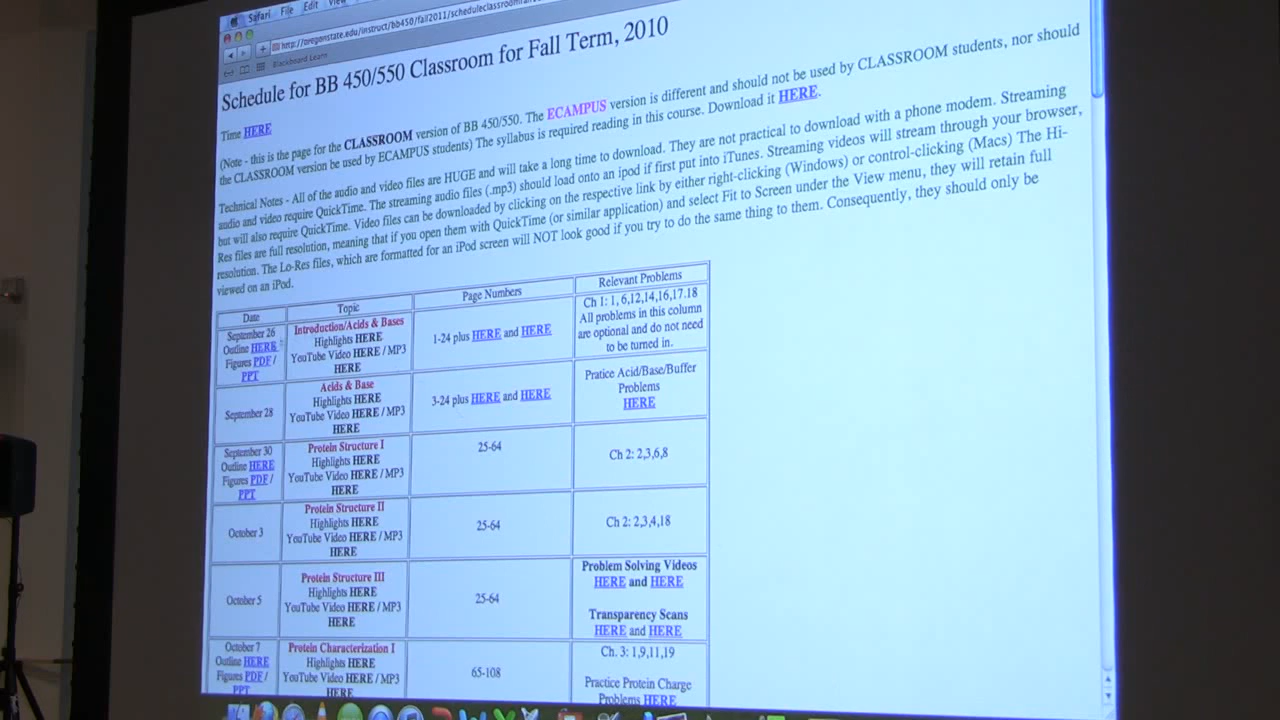 Safari File Edit View
http://oregonstate.edu/instruct/bb450/fall2011/scheduleclassroom
Blackboard Learn
Schedule for BB 450/550 Classroom for Fall Term, 2010
Time HERE
(Note - this is the page for the CLASSROOM version of BB 450/550. The ECAMPUS version is different and should not be used by CLASSROOM students, nor should
the CLASSROOM version be used by ECAMPUS students) The syllabus is required reading in this course. Download it HERE.
Technical Notes - All of the audio and video files are HUGE and will take a long time to download. They are not practical to download with a phone modem. Streaming
audio and video require QuickTime. The streaming audio files (.mp3) should load onto an ipod if first put into iTunes. Streaming videos will stream through your browser,
but will also require QuickTime. Video files can be downloaded by clicking on the respective link by either right-clicking (Windows) or control-clicking (Macs) The Hi-
Res files are full resolution, meaning that if you open them with QuickTime (or similar application) and select Fit to Screen under the View menu, they will retain full
resolution. The Lo-Res files, which are formatted for an iPod screen will NOT look good if you try to do the same thing to them. Consequently, they should only be
viewed on an iPod.
Date
Topic
Page Numbers
Relevant Problems
September 26
Outline HERE
Figures PDF /
PPT
Introduction/Acids & Bases
Highlights HERE
YouTube Video HERE / MP3
HERE
1-24 plus HERE and HERE
Ch 1: 1, 6,12,14,16,17.18
All problems in this column
are optional and do not need
to be turned in.
September 28
Acids & Base
Highlights HERE
YouTube Video HERE / MP3
HERE
3-24 plus HERE and HERE
Pratice Acid/Base/Buffer
Problems
HERE
September 30
Outline HERE
Figures PDF /
PPT
Protein Structure I
Highlights HERE
YouTube Video HERE / MP3
HERE
25-64
Ch 2: 2,3,6,8
October 3
Protein Structure II
Highlights HERE
YouTube Video HERE / MP3
HERE
25-64
Ch 2: 2,3,4,18
October 5
Protein Structure III
Highlights HERE
YouTube Video HERE / MP3
HERE
25-64
Problem Solving Videos
HERE and HERE
Transparency Scans
HERE and HERE
October 7
Outline HERE
Figures PDF /
PPT
Protein Characterization I
Highlights HERE
YouTube Video HERE / MP3
HERE
65-108
Ch. 3: 1,9,11,19
Practice Protein Charge
Problems HERE